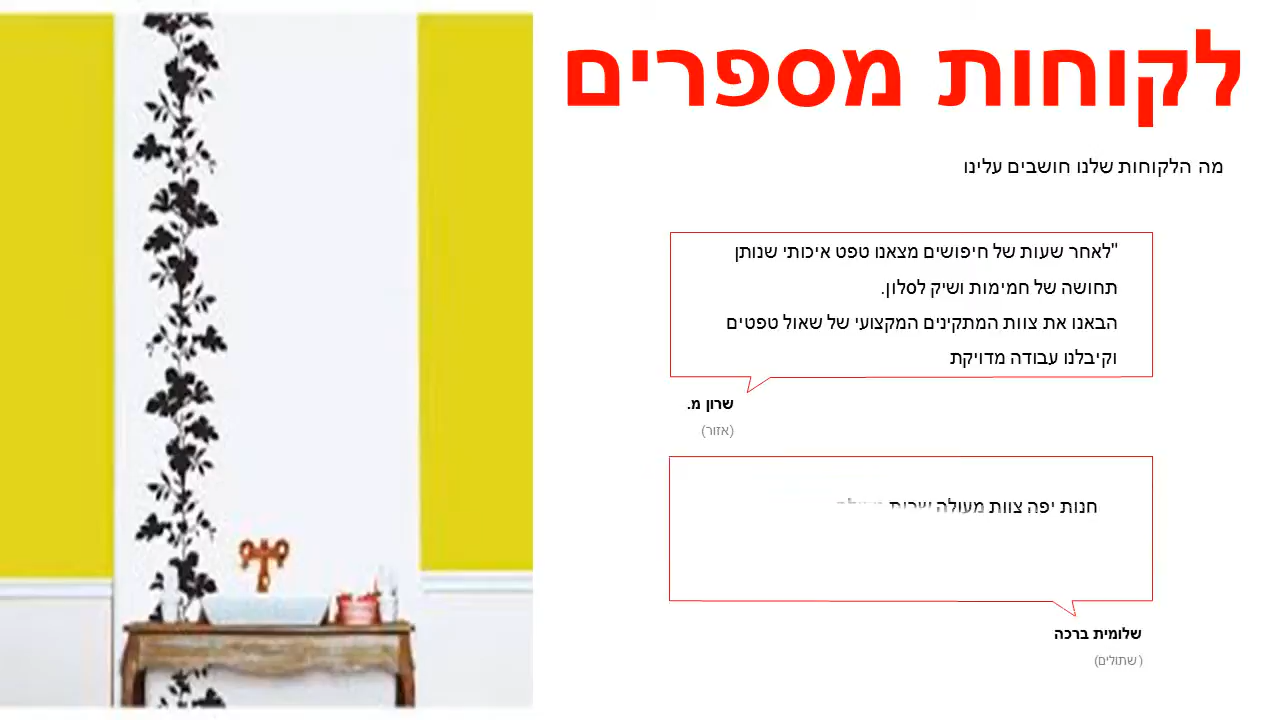 לקוחות מספרים
מה הלקוחות שלנו חושבים עלינו
"לאחר שעות של חיפושים מצאנו טפט איכותי שנותן
תחושה של חמימות ושיק לסלון.
הבאנו את צוות המתקינים המקצועי של שאול טפטים
וקיבלנו עבודה מדויקת
שרון מ.
(אזור)
חנות יפה צוות מעולה
שלומית ברכה
(שתולים)